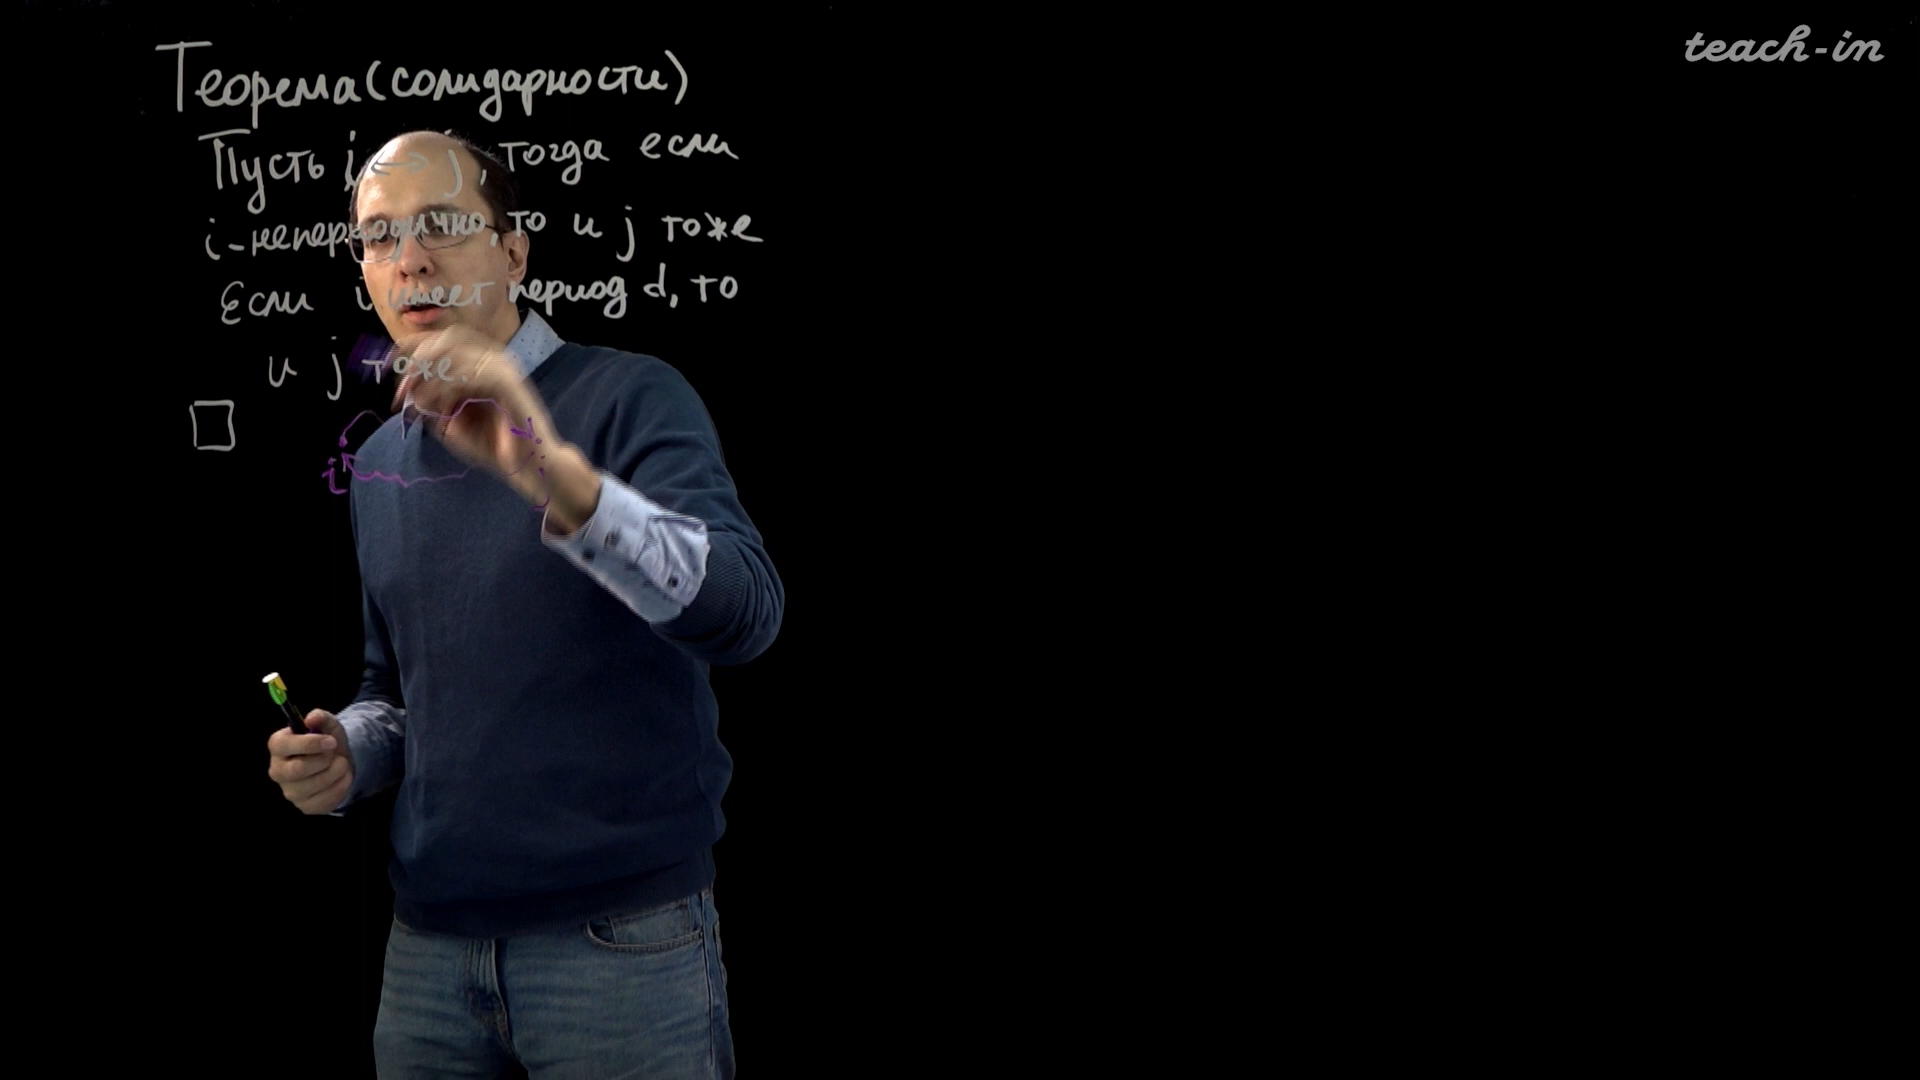 teach-in
Теорема (солидарности)
Пусть i ↔ j, тогда если
i - непериодично, то и j тоже
Если i имеет период d, то
и j тоже.
i j